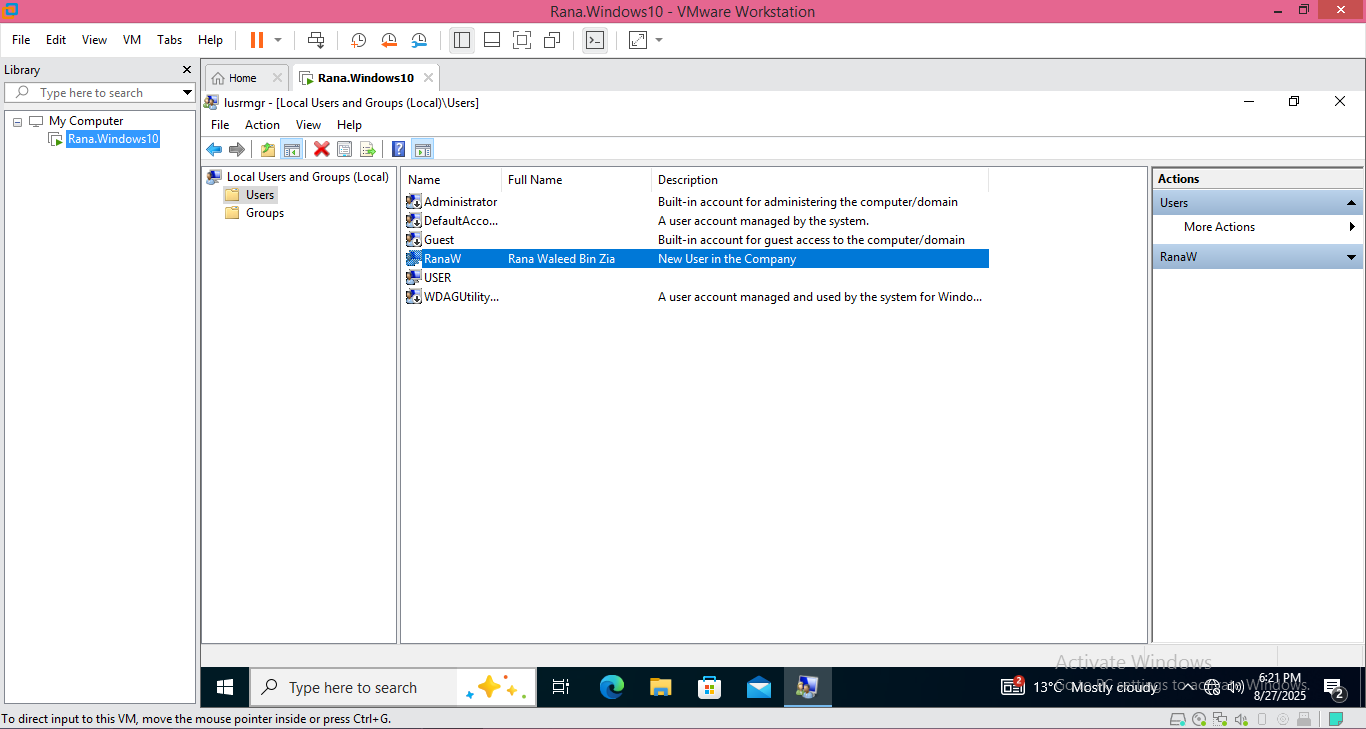 Rana.Windows10 - VMware Workstation
File Edit View VM Tabs Help
Library
Type here to search
My Computer
Rana.Windows10
Home
Rana.Windows10
lusrmgr - [Local Users and Groups (Local)\Users]
File Action View Help
Local Users and Groups (Local)
Users
Groups
Name Full Name Description
Administrator Built-in account for administering the computer/domain
DefaultAcco... A user account managed by the system.
Guest Built-in account for guest access to the computer/domain
RanaW Rana Waleed Bin Zia New User in the Company
USER
WDAGUtility... A user account managed and used by the system for Windo...
Actions
Users
More Actions
RanaW
Activate Windows
Go to PC settings to activate Windows.
Type here to search
2
13°C Mostly cloudy
6:21 PM
8/27/2025
2
To direct input to this VM, move the mouse pointer inside or press Ctrl+G.